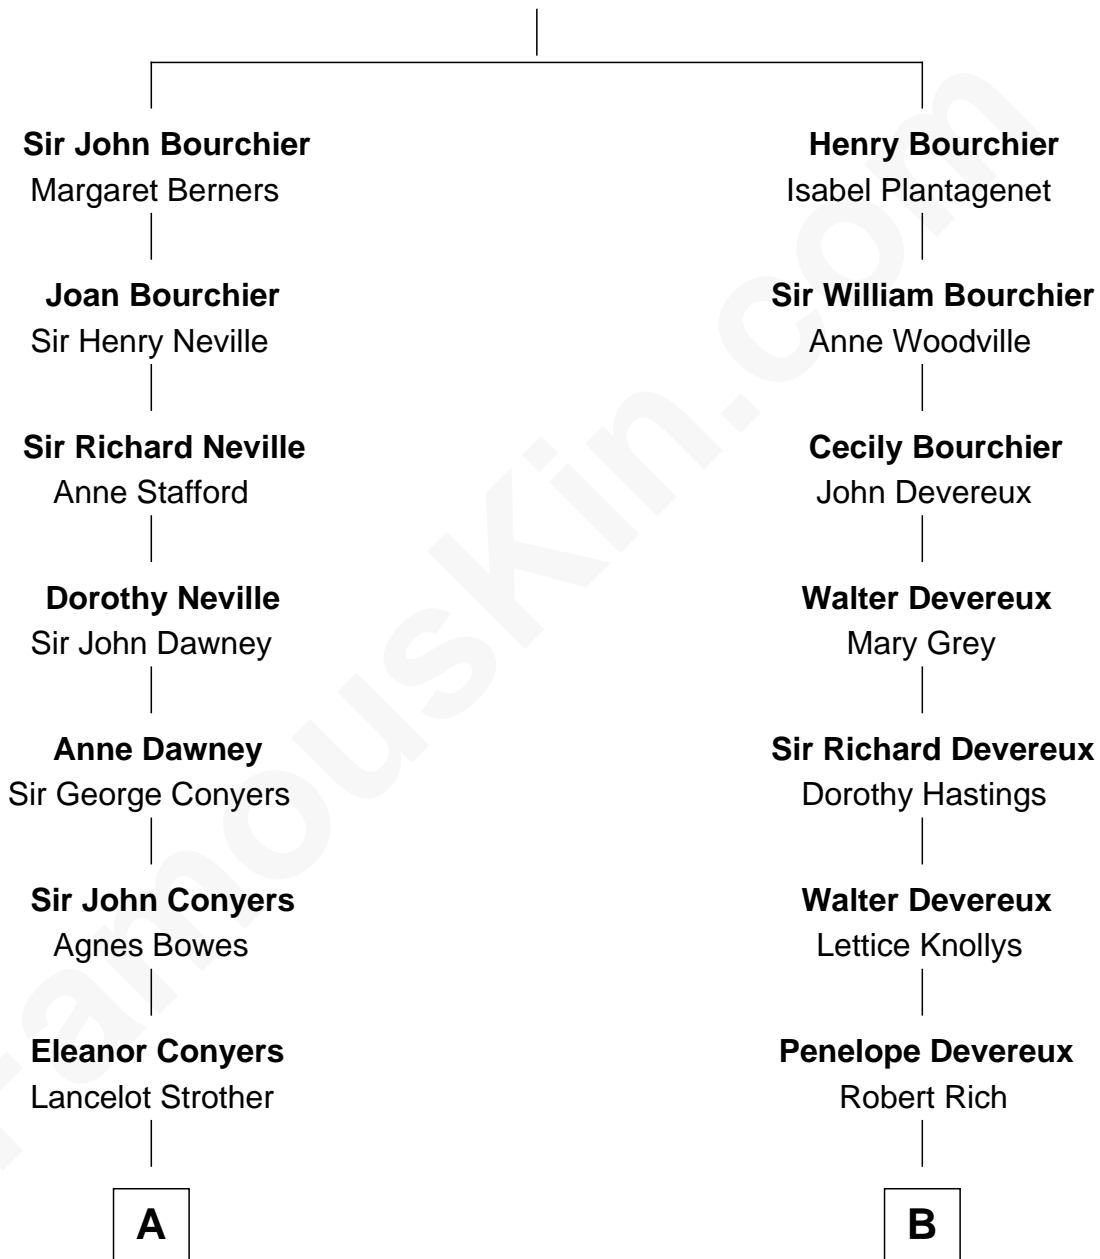 Sir John Bourchier
Margaret Berners
Joan Bourchier
Sir Henry Neville
Sir Richard Neville
Anne Stafford
Dorothy Neville
Sir John Dawney
Anne Dawney
Sir George Conyers
Sir John Conyers
Agnes Bowes
Eleanor Conyers
Lancelot Strother
A
Henry Bourchier
Isabel Plantagenet
Sir William Bourchier
Anne Woodville
Cecily Bourchier
John Devereux
Walter Devereux
Mary Grey
Sir Richard Devereux
Dorothy Hastings
Walter Devereux
Lettice Knollys
Penelope Devereux
Robert Rich
B
FamousKin.com